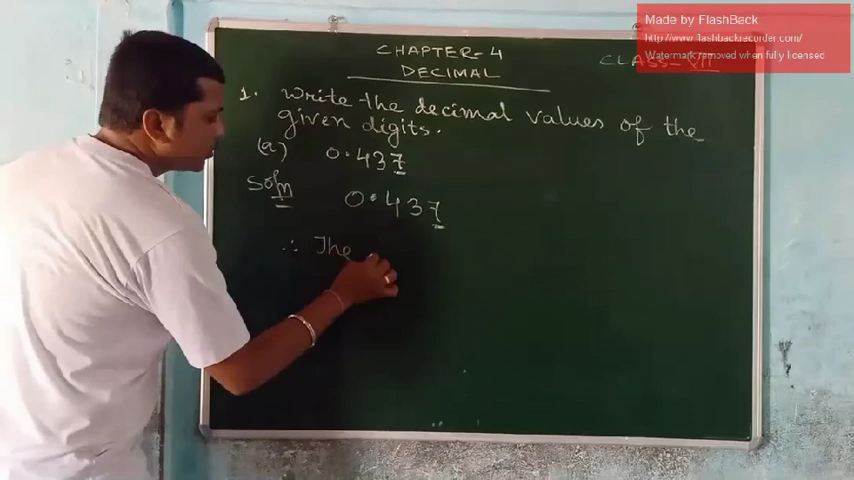 Made by FlashBack
http://www.flashbackrecorder.com/
Watermark removed when fully licensed
CHAPTER-4
DECIMAL
CLASS-VII
1. Write the decimal values of the
given digits.
(a) 0.437
Soln 0.437
∴ The